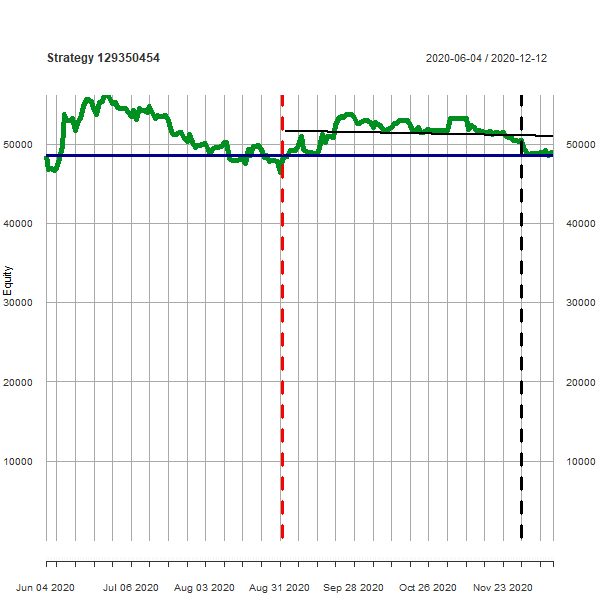 Strategy 129350454
2020-06-04 / 2020-12-12
50000
50000
40000
40000
Equity
30000
30000
20000
20000
10000
10000
Jun 04 2020
Jul 06 2020
Aug 03 2020
Aug 31 2020
Sep 28 2020
Oct 26 2020
Nov 23 2020